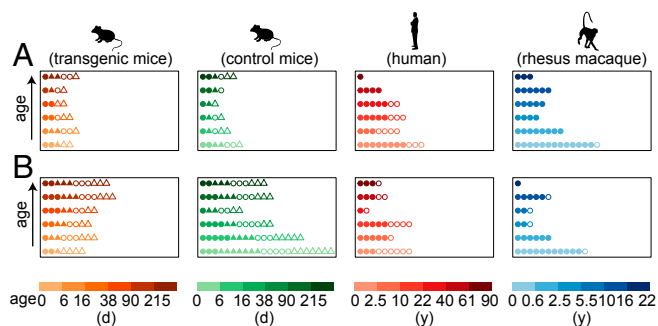 A
(transgenic mice) (control mice) (human) (rhesus macaque)
age
B
age
age
0 6 16 38 90 215
(d)
0 6 16 38 90 215
(d)
0 2.5 10 22 40 61 90
(y)
0 0.6 2.5 5 10 16 22
(y)